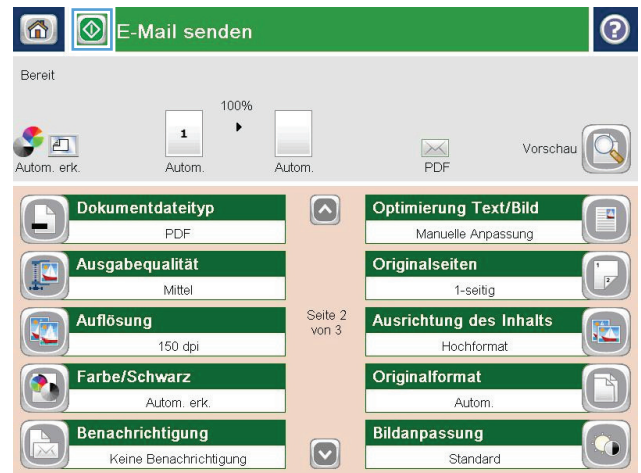 E-Mail senden
?
Bereit
100%
1
Autom. erk.
Autom.
Autom.
PDF
Vorschau
Dokumentdateityp
PDF
Ausgabequalität
Mittel
Auflösung
150 dpi
Farbe/Schwarz
Autom. erk.
Benachrichtigung
Keine Benachrichtigung
Seite 2
von 3
Optimierung Text/Bild
Manuelle Anpassung
Originalseiten
1-seitig
1
2
Ausrichtung des Inhalts
Hochformat
Originalformat
Autom.
Bildanpassung
Standard